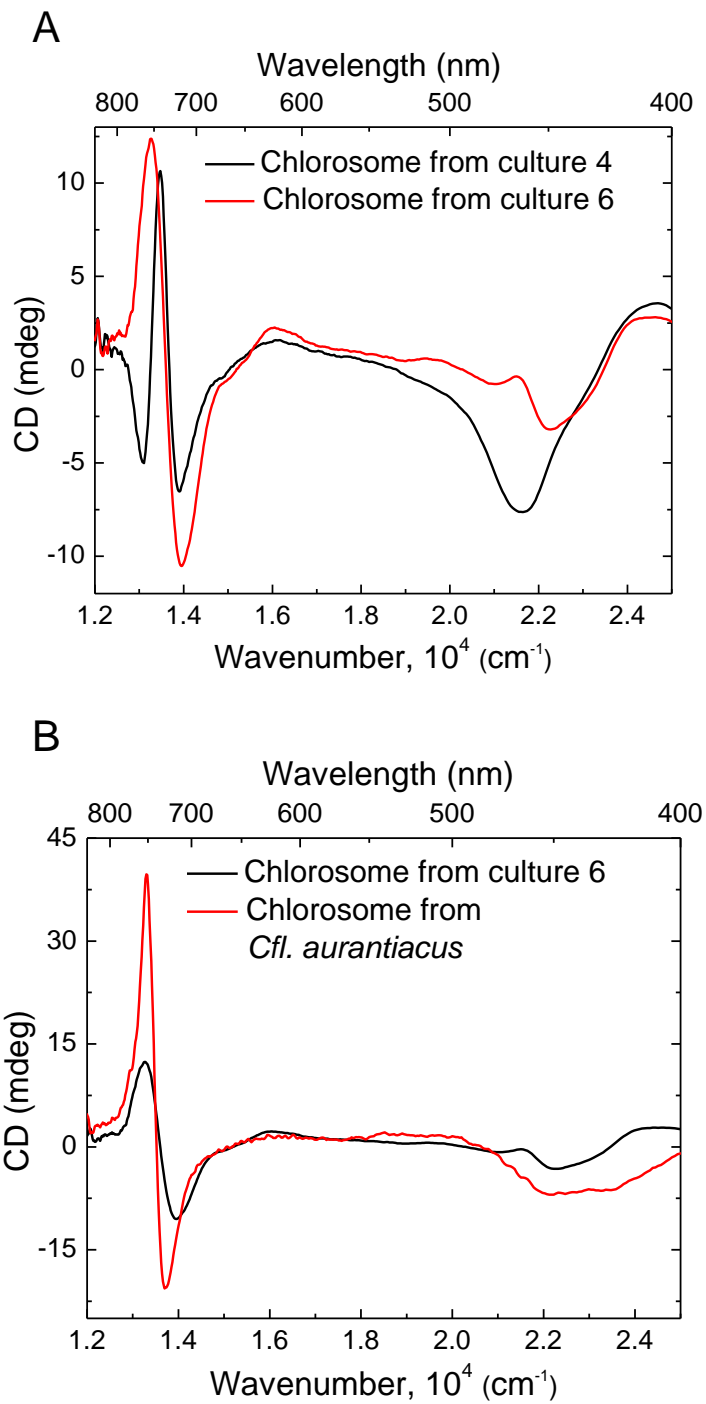 A
Wavelength (nm)
800 700 600 500 400
Chlorosome from culture 4
Chlorosome from culture 6
10
5
0
-5
-10
CD (mdeg)
1.2 1.4 1.6 1.8 2.0 2.2 2.4
Wavenumber, 10⁴ (cm⁻¹)
B
Wavelength (nm)
800 700 600 500 400
45
Chlorosome from culture 6
Chlorosome from
Cfl. aurantiacus
30
15
0
-15
CD (mdeg)
1.2 1.4 1.6 1.8 2.0 2.2 2.4
Wavenumber, 10⁴ (cm⁻¹)